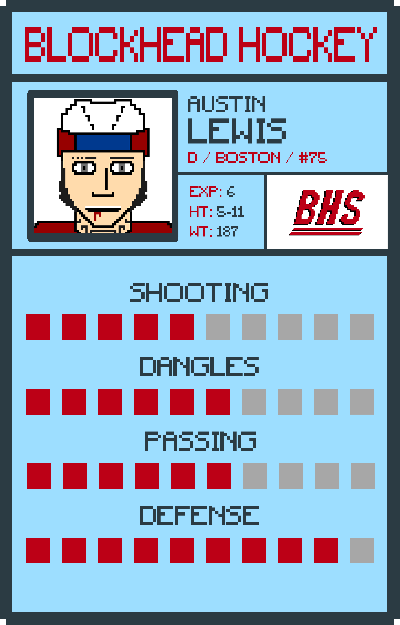 BLOCKHEAD HOCKEY
AUSTIN
LEWIS
D / BOSTON / #75
EXP: 6
HT: 5-11
WT: 187
BHS
SHOOTING
DANGLES
PASSING
DEFENSE